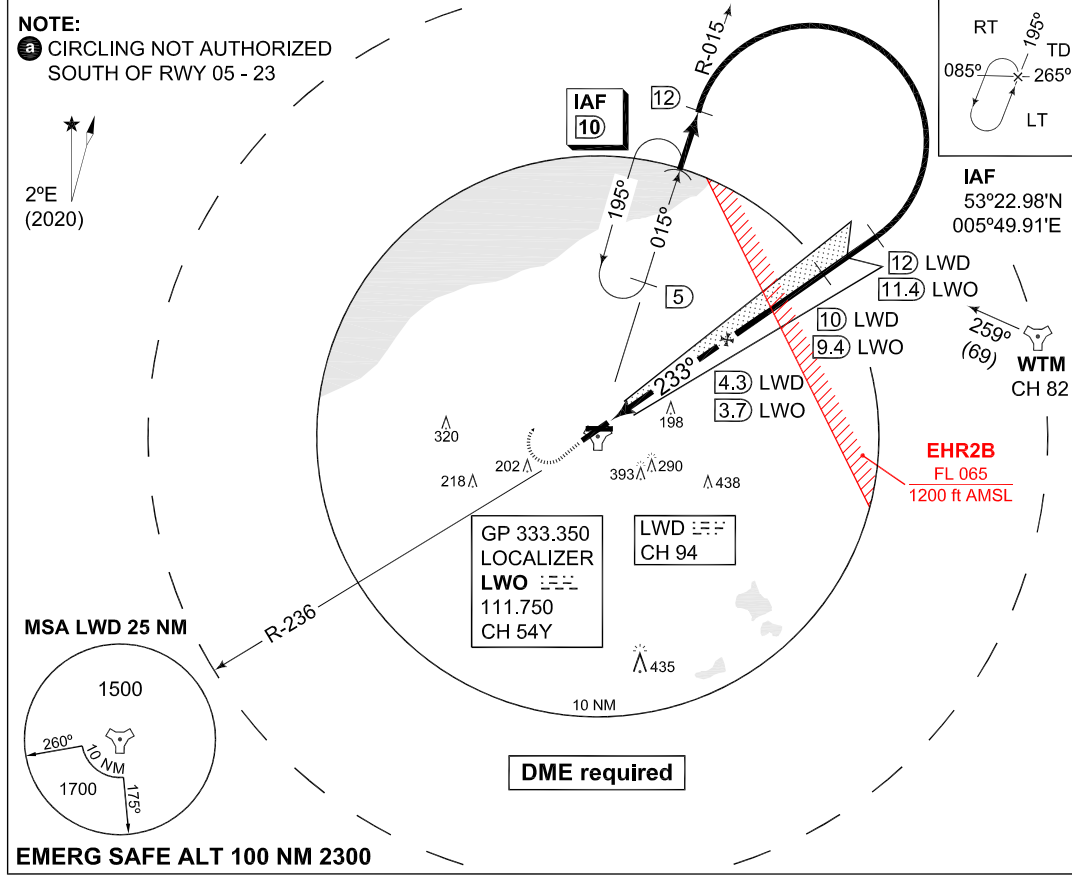 NOTE:
a CIRCLING NOT AUTHORIZED
SOUTH OF RWY 05 - 23
2ºE
(2020)
IAF
10
12
R-015
195º
015º
5
RT
195º
TD
085º
265º
LT
IAF
53º22.98'N
005º49.91'E
12 LWD
11.4 LWO
10 LWD
9.4 LWO
259º
(69)
WTM
CH 82
233º
4.3 LWD
3.7 LWO
198
320
202
218
393
290
438
EHR2B
FL 065
1200 ft AMSL
GP 333.350
LOCALIZER
LWO
111.750
CH 54Y
LWD
CH 94
R-236
435
10 NM
MSA LWD 25 NM
1500
260º
10 NM
1700
175º
DME required
EMERG SAFE ALT 100 NM 2300